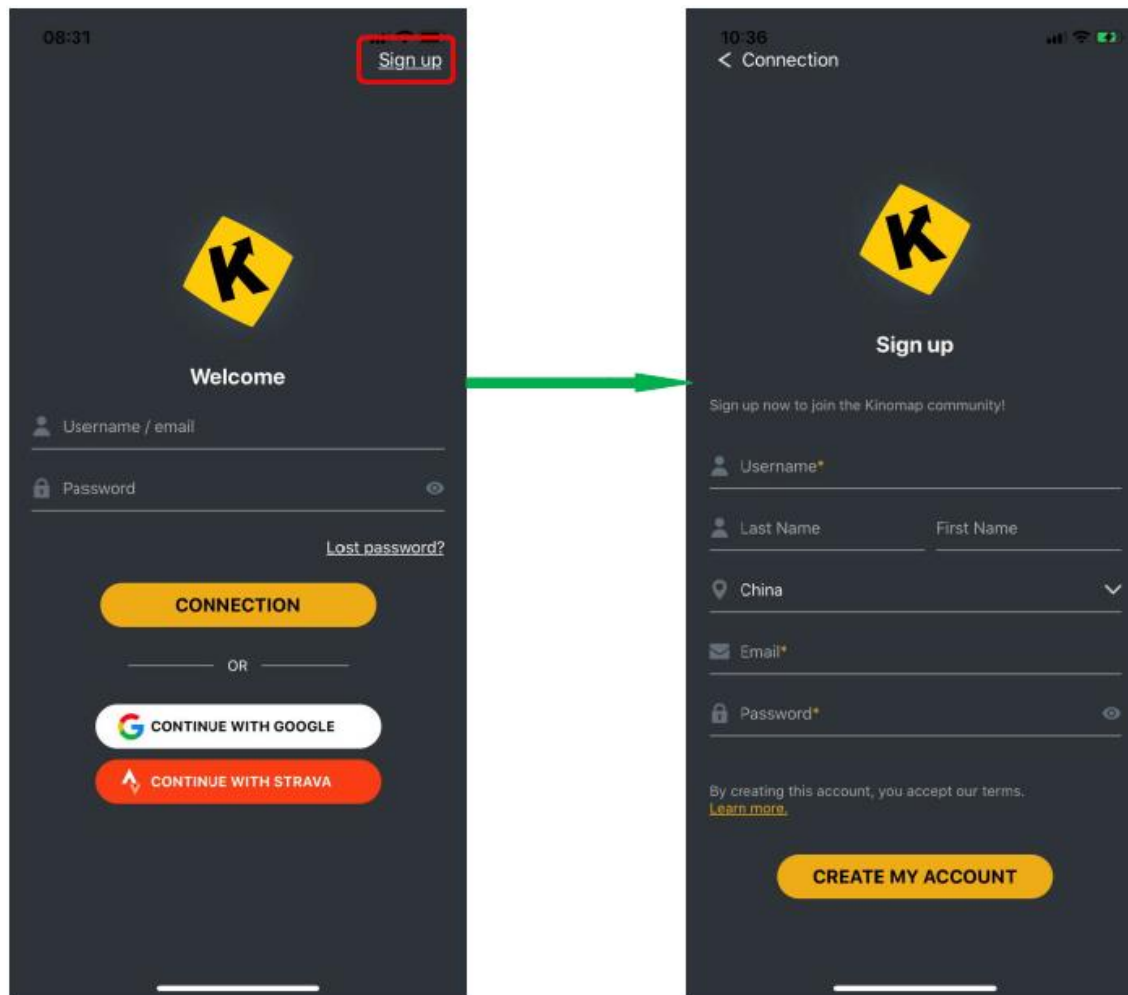 08:31
Sign up
Welcome
Username / email
Password
Lost password?
CONNECTION
OR
CONTINUE WITH GOOGLE
CONTINUE WITH STRAVA
10:36
< Connection
Sign up
Sign up now to join the Kinomap community!
Username*
Last Name First Name
China
Email*
Password*
By creating this account, you accept our terms.
Learn more.
CREATE MY ACCOUNT